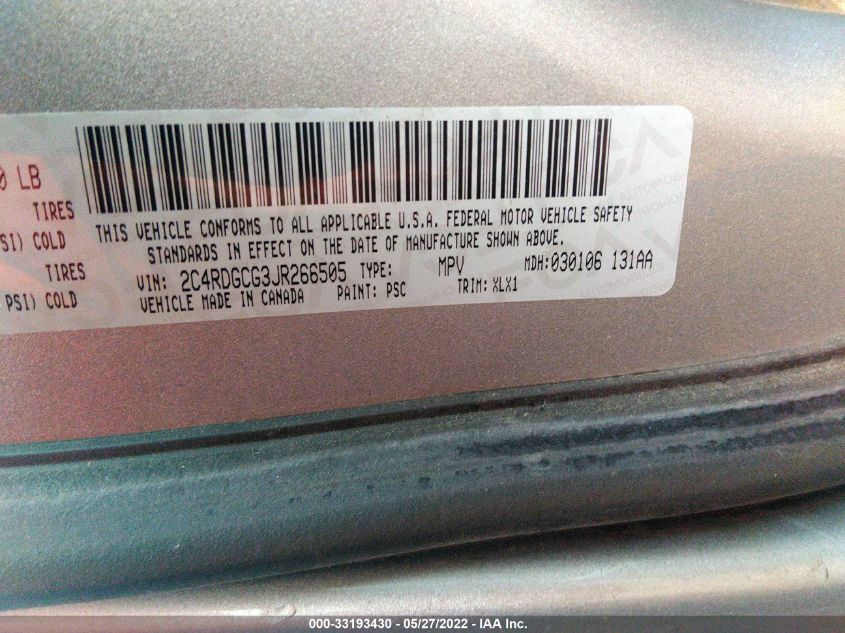 0 LB
TIRES
SI) COLD
TIRES
PSI) COLD
THIS VEHICLE CONFORMS TO ALL APPLICABLE U.S.A. FEDERAL MOTOR VEHICLE SAFETY
STANDARDS IN EFFECT ON THE DATE OF MANUFACTURE SHOWN ABOVE.
VIN: 2C4RDGCG3JR266505 TYPE: MPV MDH:030106 131AA
VEHICLE MADE IN CANADA PAINT: PSC TRIM: XLX1
000-33193430 - 05/27/2022 - IAA Inc.